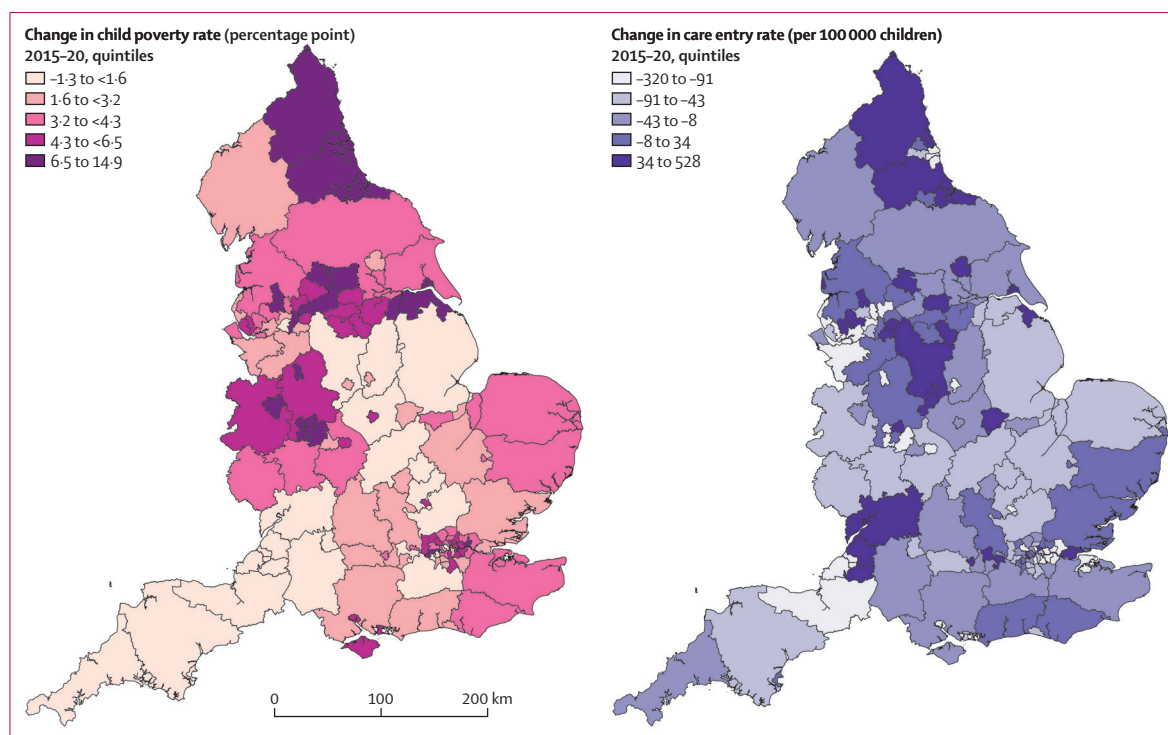 Change in child poverty rate (percentage point)
2015–20, quintiles
–1·3 to <1·6
1·6 to <3·2
3·2 to <4·3
4·3 to <6·5
6·5 to 14·9
0 100 200 km
Change in care entry rate (per 100 000 children)
2015–20, quintiles
–320 to –91
–91 to –43
–43 to –8
–8 to 34
34 to 528